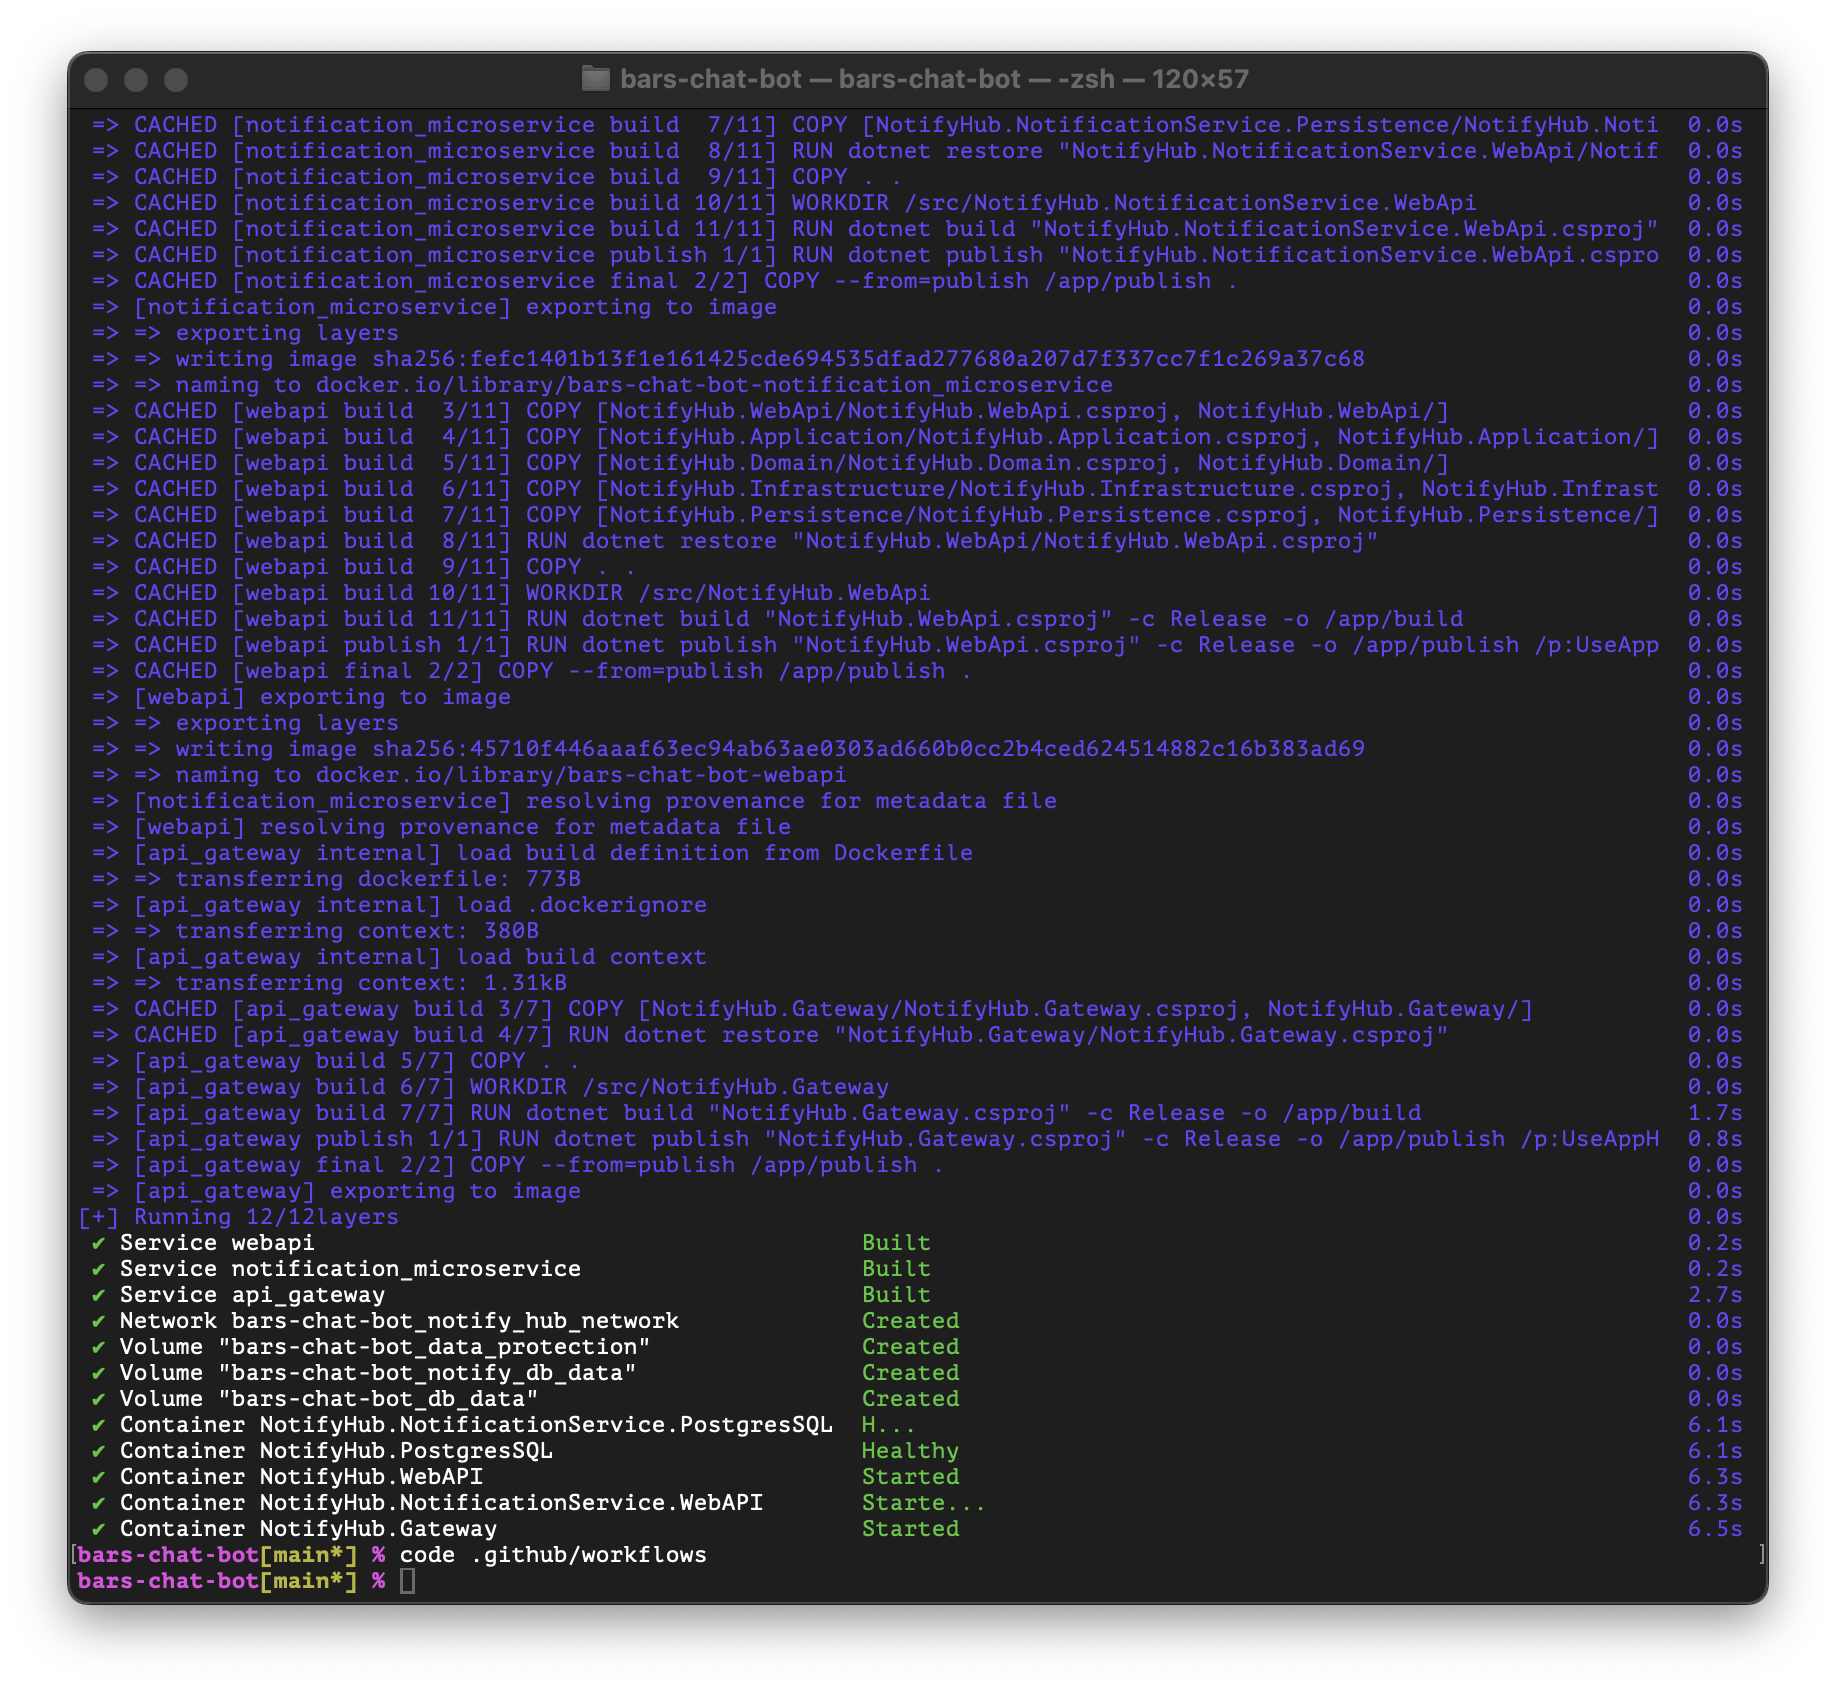 bars-chat-bot — bars-chat-bot — -zsh — 120×57
=> CACHED [notification_microservice build  7/11] COPY [NotifyHub.NotificationService.Persistence/NotifyHub.Noti  0.0s
=> CACHED [notification_microservice build  8/11] RUN dotnet restore "NotifyHub.NotificationService.WebApi/Notif  0.0s
=> CACHED [notification_microservice build  9/11] COPY . .  0.0s
=> CACHED [notification_microservice build 10/11] WORKDIR /src/NotifyHub.NotificationService.WebApi  0.0s
=> CACHED [notification_microservice build 11/11] RUN dotnet build "NotifyHub.NotificationService.WebApi.csproj"  0.0s
=> CACHED [notification_microservice publish 1/1] RUN dotnet publish "NotifyHub.NotificationService.WebApi.cspro  0.0s
=> CACHED [notification_microservice final 2/2] COPY --from=publish /app/publish .  0.0s
=> [notification_microservice] exporting to image  0.0s
=> => exporting layers  0.0s
=> => writing image sha256:fefc1401b13f1e161425cde694535dfad277680a207d7f337cc7f1c269a37c68  0.0s
=> => naming to docker.io/library/bars-chat-bot-notification_microservice  0.0s
=> CACHED [webapi build  3/11] COPY [NotifyHub.WebApi/NotifyHub.WebApi.csproj, NotifyHub.WebApi/]  0.0s
=> CACHED [webapi build  4/11] COPY [NotifyHub.Application/NotifyHub.Application.csproj, NotifyHub.Application/]  0.0s
=> CACHED [webapi build  5/11] COPY [NotifyHub.Domain/NotifyHub.Domain.csproj, NotifyHub.Domain/]  0.0s
=> CACHED [webapi build  6/11] COPY [NotifyHub.Infrastructure/NotifyHub.Infrastructure.csproj, NotifyHub.Infrast  0.0s
=> CACHED [webapi build  7/11] COPY [NotifyHub.Persistence/NotifyHub.Persistence.csproj, NotifyHub.Persistence/]  0.0s
=> CACHED [webapi build  8/11] RUN dotnet restore "NotifyHub.WebApi/NotifyHub.WebApi.csproj"  0.0s
=> CACHED [webapi build  9/11] COPY . .  0.0s
=> CACHED [webapi build 10/11] WORKDIR /src/NotifyHub.WebApi  0.0s
=> CACHED [webapi build 11/11] RUN dotnet build "NotifyHub.WebApi.csproj" -c Release -o /app/build  0.0s
=> CACHED [webapi publish 1/1] RUN dotnet publish "NotifyHub.WebApi.csproj" -c Release -o /app/publish /p:UseApp  0.0s
=> CACHED [webapi final 2/2] COPY --from=publish /app/publish .  0.0s
=> [webapi] exporting to image  0.0s
=> => exporting layers  0.0s
=> => writing image sha256:45710f446aaaf63ec94ab63ae0303ad660b0cc2b4ced624514882c16b383ad69  0.0s
=> => naming to docker.io/library/bars-chat-bot-webapi  0.0s
=> [notification_microservice] resolving provenance for metadata file  0.0s
=> [webapi] resolving provenance for metadata file  0.0s
=> [api_gateway internal] load build definition from Dockerfile  0.0s
=> => transferring dockerfile: 773B  0.0s
=> [api_gateway internal] load .dockerignore  0.0s
=> => transferring context: 380B  0.0s
=> [api_gateway internal] load build context  0.0s
=> => transferring context: 1.31kB  0.0s
=> CACHED [api_gateway build 3/7] COPY [NotifyHub.Gateway/NotifyHub.Gateway.csproj, NotifyHub.Gateway/]  0.0s
=> CACHED [api_gateway build 4/7] RUN dotnet restore "NotifyHub.Gateway/NotifyHub.Gateway.csproj"  0.0s
=> [api_gateway build 5/7] COPY . .  0.0s
=> [api_gateway build 6/7] WORKDIR /src/NotifyHub.Gateway  0.0s
=> [api_gateway build 7/7] RUN dotnet build "NotifyHub.Gateway.csproj" -c Release -o /app/build  1.7s
=> [api_gateway publish 1/1] RUN dotnet publish "NotifyHub.Gateway.csproj" -c Release -o /app/publish /p:UseAppH  0.8s
=> [api_gateway final 2/2] COPY --from=publish /app/publish .  0.0s
=> [api_gateway] exporting to image  0.0s
[+] Running 12/12layers  0.0s
✔ Service webapi  Built  0.2s
✔ Service notification_microservice  Built  0.2s
✔ Service api_gateway  Built  2.7s
✔ Network bars-chat-bot_notify_hub_network  Created  0.0s
✔ Volume "bars-chat-bot_data_protection"  Created  0.0s
✔ Volume "bars-chat-bot_notify_db_data"  Created  0.0s
✔ Volume "bars-chat-bot_db_data"  Created  0.0s
✔ Container NotifyHub.NotificationService.PostgresSQL  H...  6.1s
✔ Container NotifyHub.PostgresSQL  Healthy  6.1s
✔ Container NotifyHub.WebAPI  Started  6.3s
✔ Container NotifyHub.NotificationService.WebAPI  Starte...  6.3s
✔ Container NotifyHub.Gateway  Started  6.5s
[bars-chat-bot[main*] % code .github/workflows ]
bars-chat-bot[main*] %